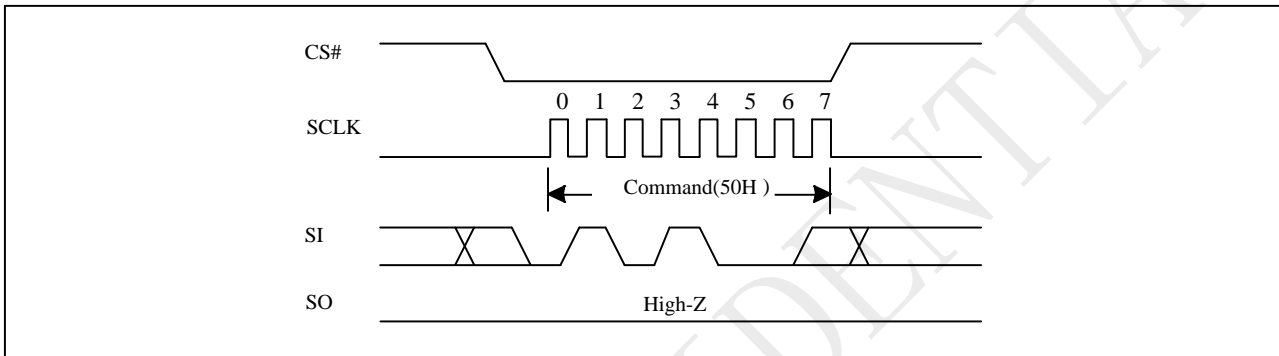 CS#
0 1 2 3 4 5 6 7
SCLK
Command(50H )
SI
SO
High-Z